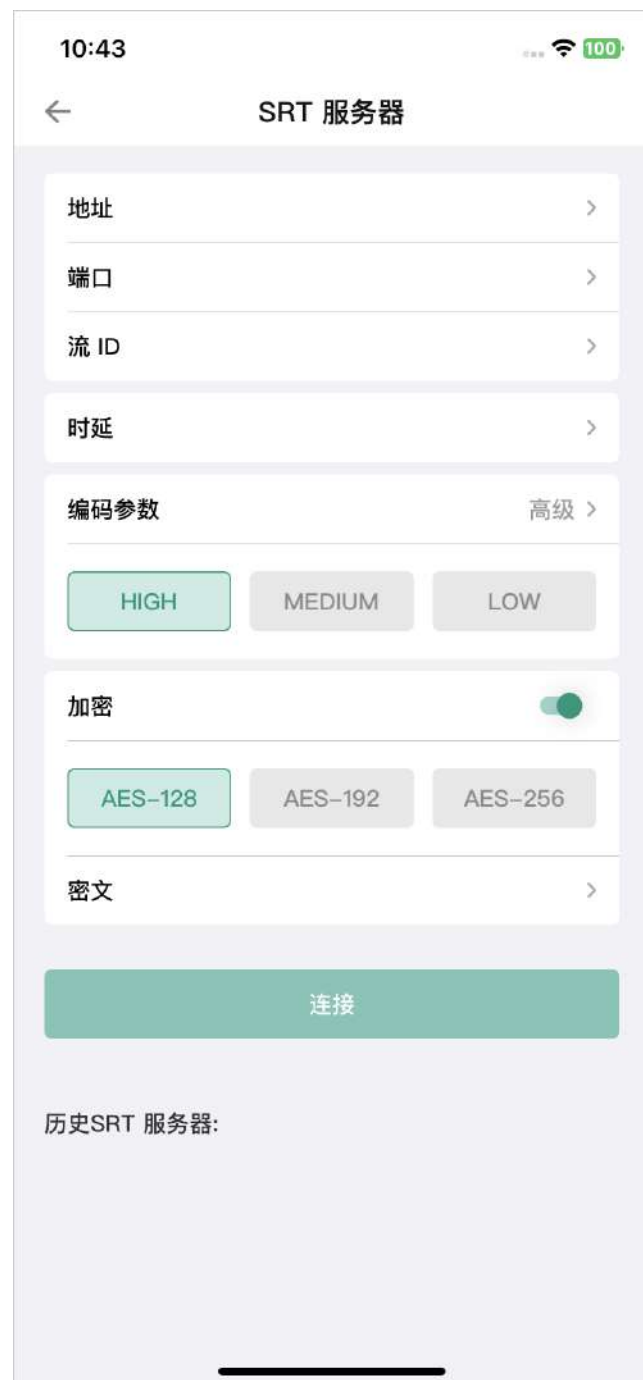 10:43
100
SRT 服务器
地址
端口
流 ID
时延
编码参数 高级
HIGH MEDIUM LOW
加密
AES-128 AES-192 AES-256
密文
连接
历史SRT 服务器: